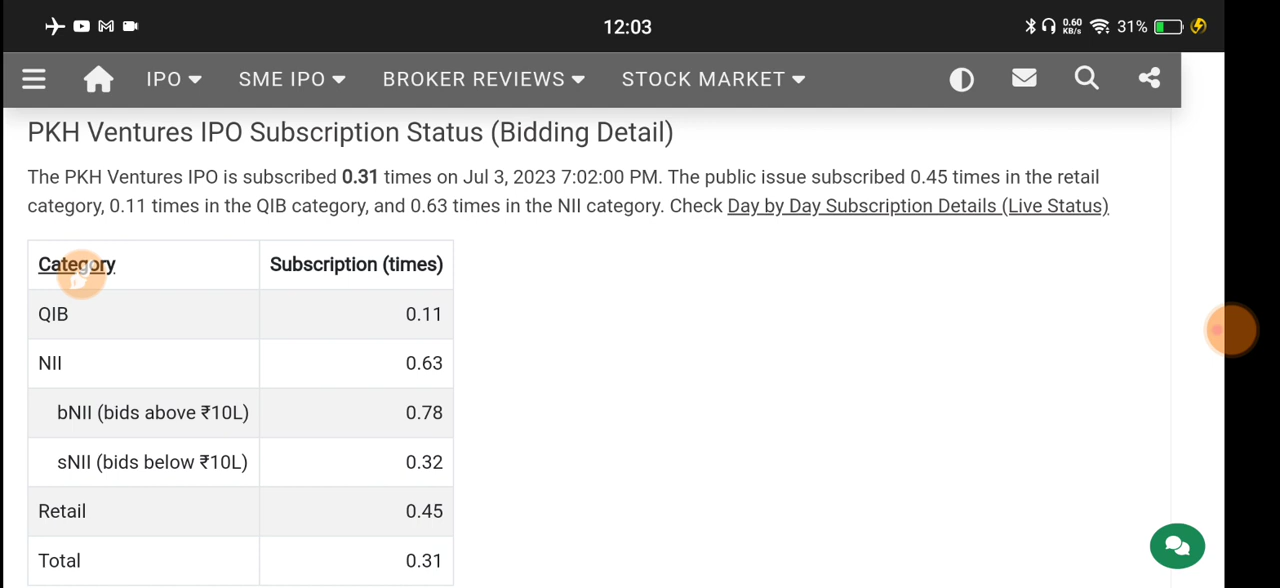 12:03
0.60
KB/s
31%
IPO
SME IPO
BROKER REVIEWS
STOCK MARKET
PKH Ventures IPO Subscription Status (Bidding Detail)
The PKH Ventures IPO is subscribed 0.31 times on Jul 3, 2023 7:02:00 PM. The public issue subscribed 0.45 times in the retail
category, 0.11 times in the QIB category, and 0.63 times in the NII category. Check Day by Day Subscription Details (Live Status)
Category Subscription (times)
QIB 0.11
NII 0.63
bNII (bids above ₹10L) 0.78
sNII (bids below ₹10L) 0.32
Retail 0.45
Total 0.31